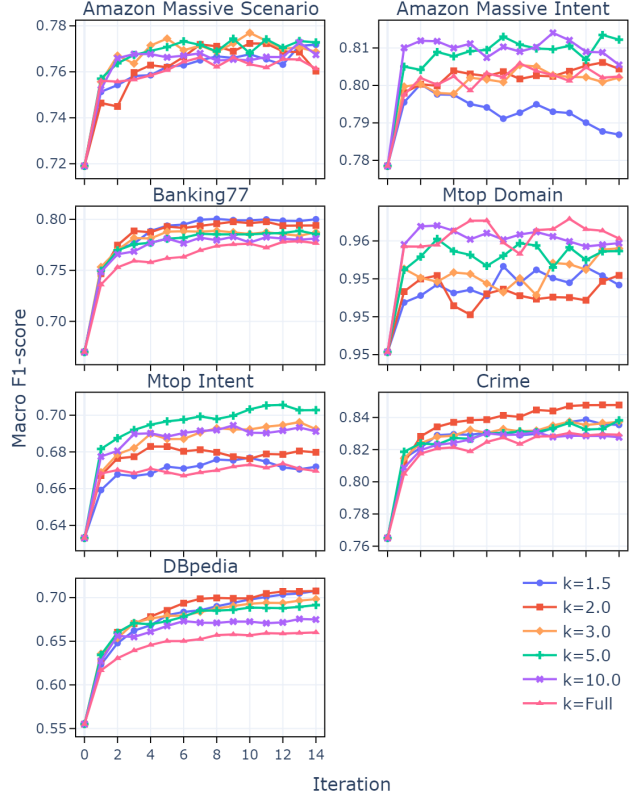 Amazon Massive Scenario
Amazon Massive Intent
0.78
0.76
0.74
0.72
0.81
0.80
0.79
0.78
Banking77
Mtop Domain
0.80
0.75
0.70
0.96
0.95
0.95
0.95
Macro F1-score
Mtop Intent
Crime
0.70
0.68
0.66
0.64
0.84
0.82
0.80
0.78
0.76
DBpedia
0.70
0.65
0.60
0.55
0 2 4 6 8 10 12 14
k=1.5
k=2.0
k=3.0
k=5.0
k=10.0
k=Full
Iteration